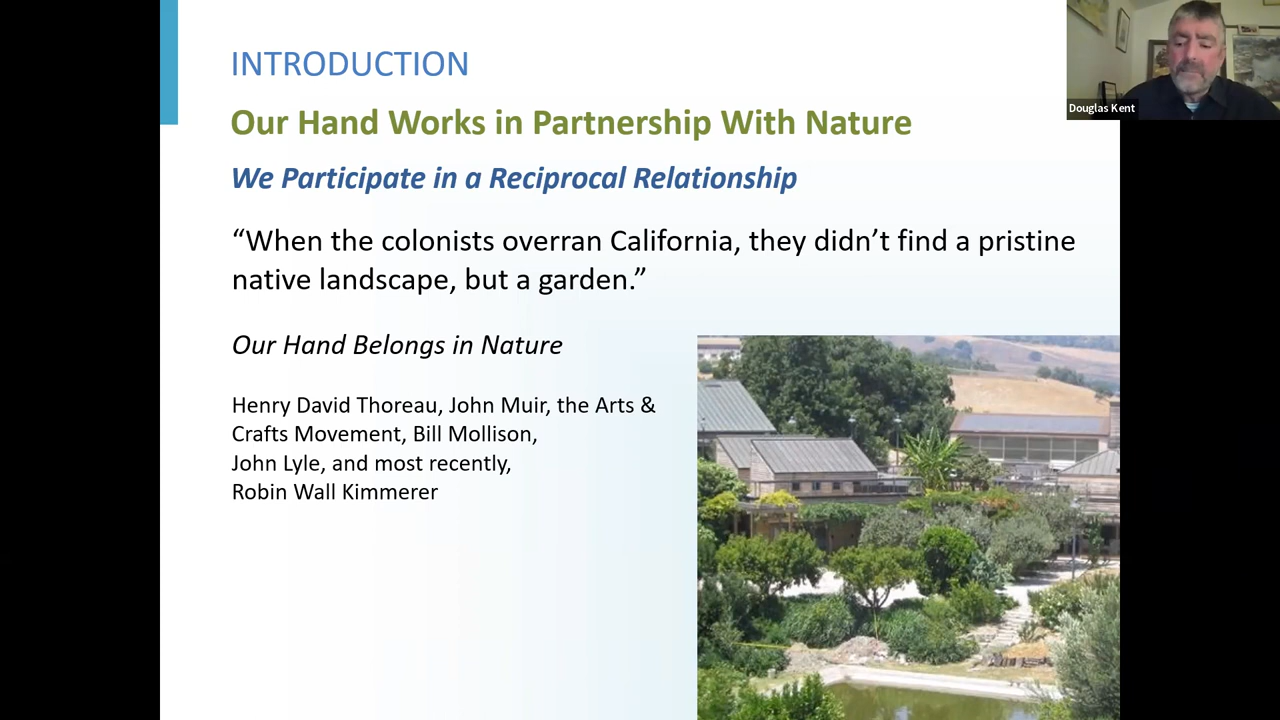 INTRODUCTION
Our Hand Works in Partnership With Nature
We Participate in a Reciprocal Relationship
“When the colonists overran California, they didn’t find a pristine
native landscape, but a garden.”
Our Hand Belongs in Nature
Henry David Thoreau, John Muir, the Arts &
Crafts Movement, Bill Mollison,
John Lyle, and most recently,
Robin Wall Kimmerer
Douglas Kent